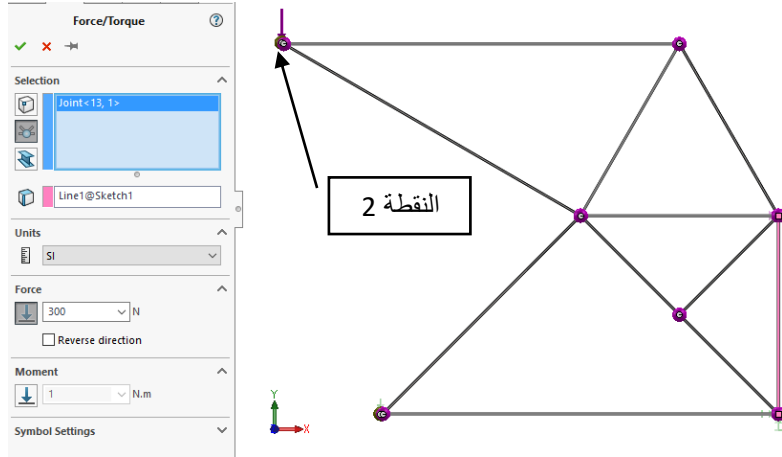 Force/Torque
Selection
Joint<13, 1>
Line1@Sketch1
Units
SI
Force
300 N
Reverse direction
Moment
1 N.m
Symbol Settings
النقطة 2
Y
X